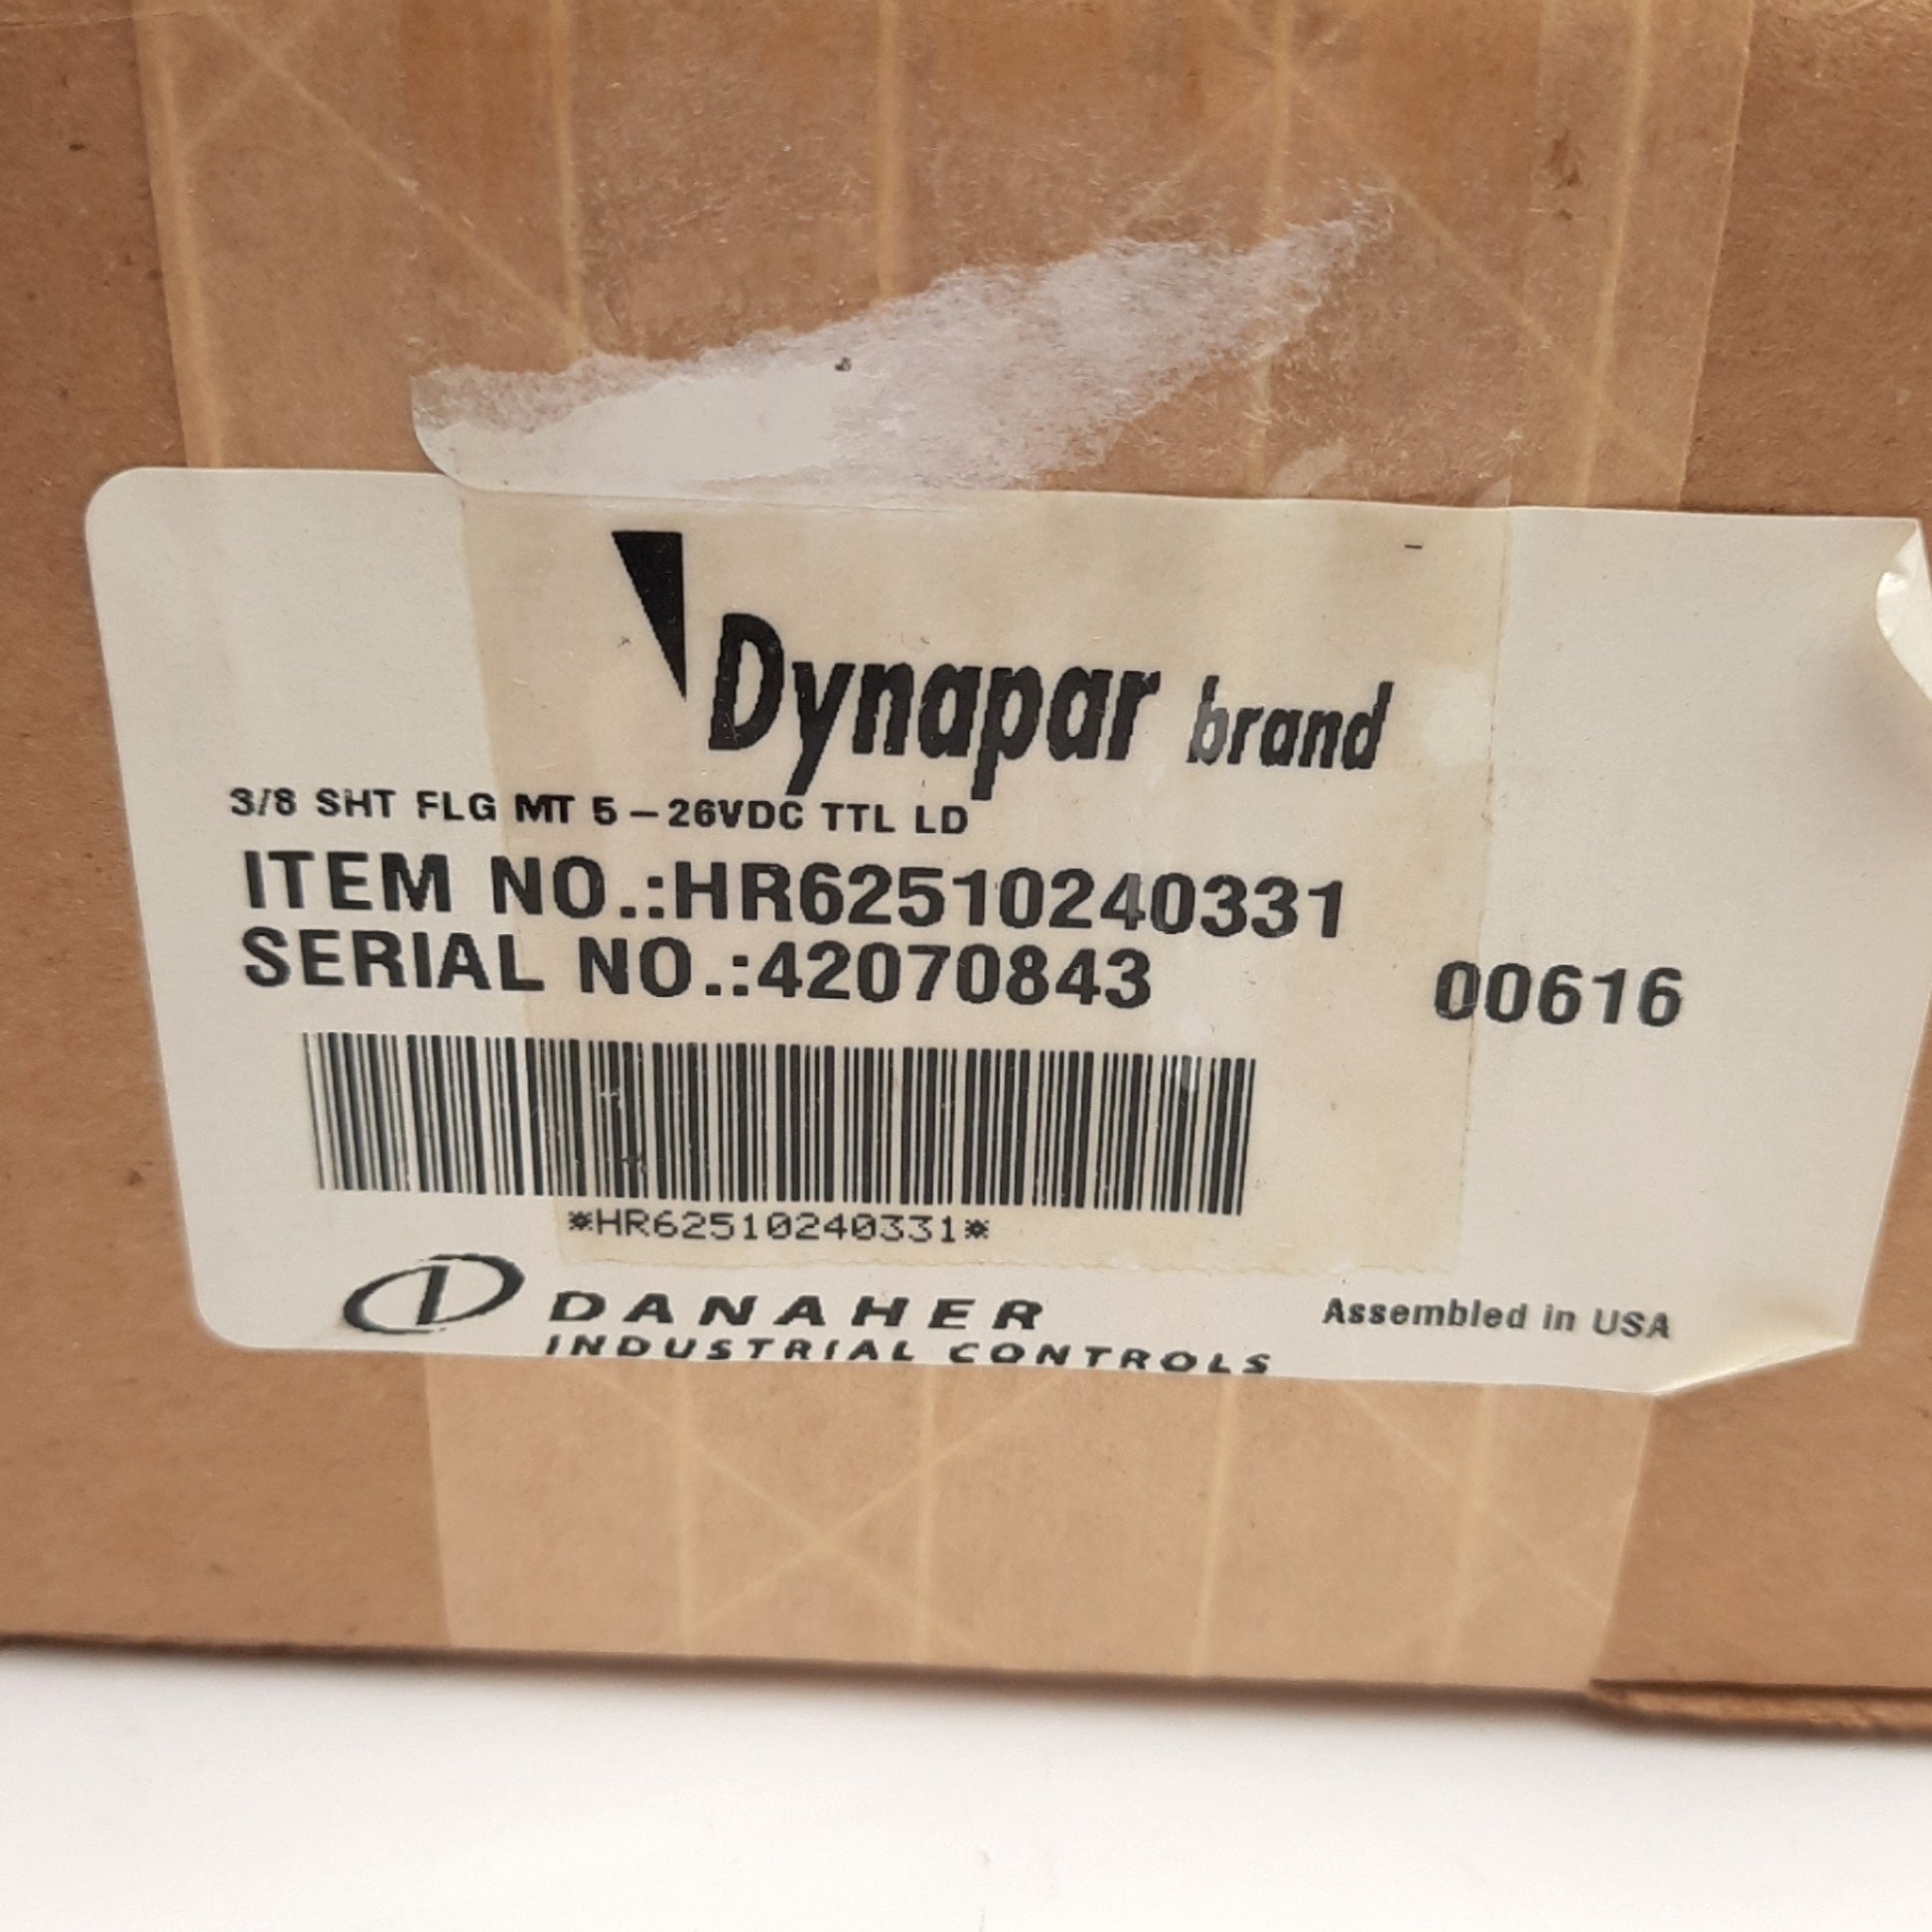 Dynapar brand
3/8 SHT FLG MT 5-26VDC TTL LD
ITEM NO.:HR62510240331
SERIAL NO.:42070843 00616
*HR62510240331*
DANAHER
INDUSTRIAL CONTROLS
Assembled in USA